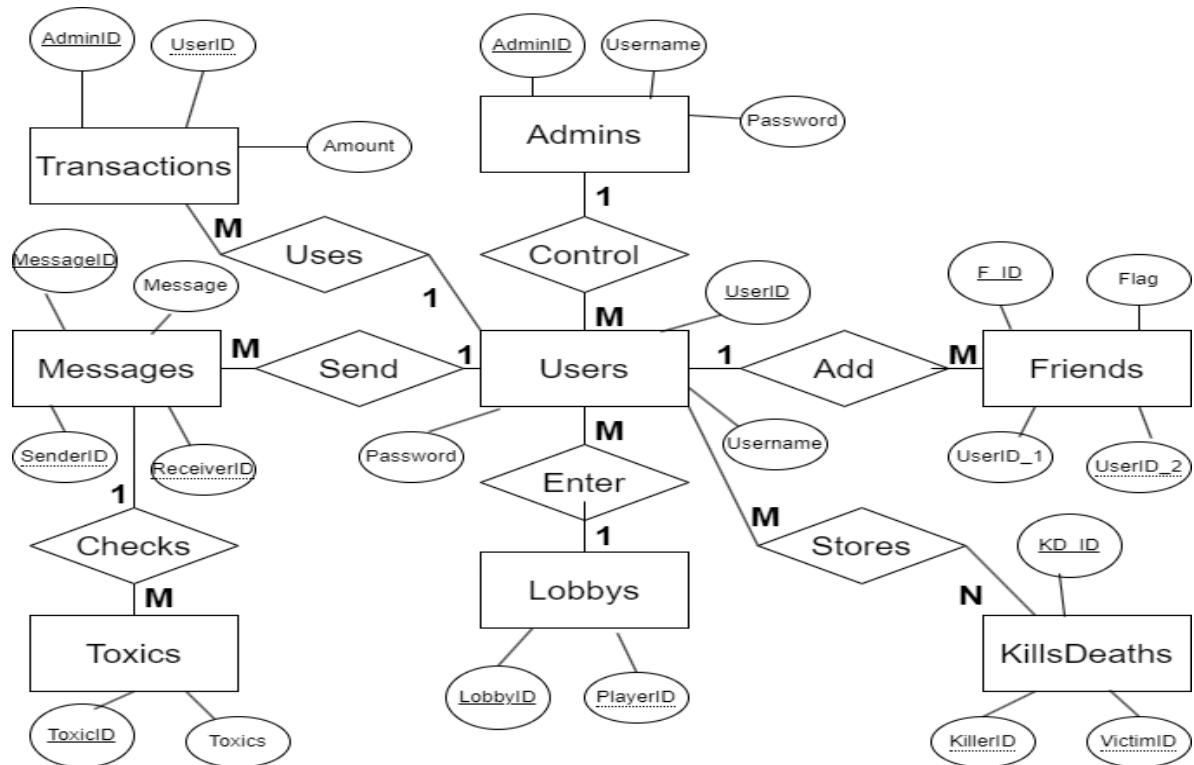 AdminID
UserID
Amount
Transactions
AdminID
Username
Password
Admins
M
Uses
1
1
Control
M
MessageID
Message
Messages
M
Send
1
Users
UserID
1
Add
M
F_ID
Flag
Friends
SenderID
ReceiverID
Password
M
Username
UserID_1
UserID_2
1
Checks
M
Enter
1
M
Stores
N
KD_ID
Toxics
Lobbys
KillsDeaths
ToxicID
Toxics
LobbyID
PlayerID
KillerID
VictimID